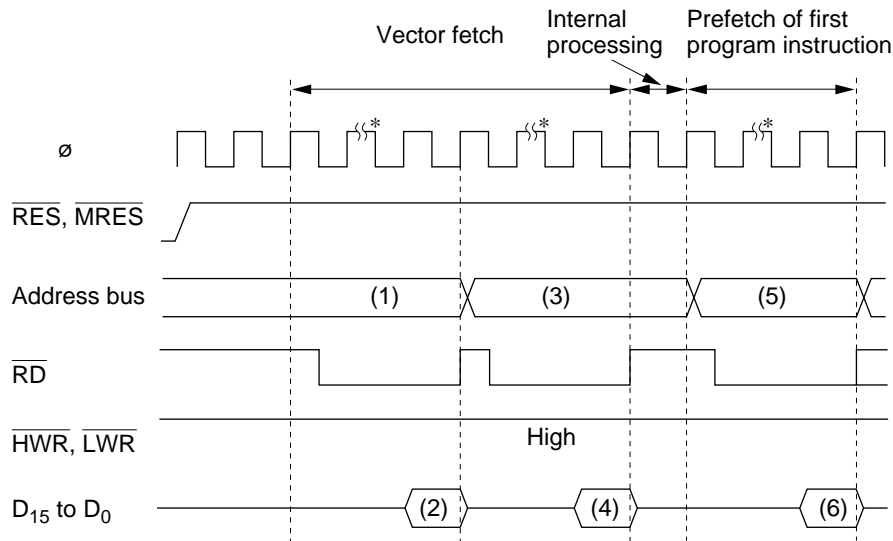 Vector fetch
Internal
processing
Prefetch of first
program instruction
* * *
ø
RES, MRES
Address bus
(1) (3) (5)
RD
HWR, LWR
High
D15 to D0
(2) (4) (6)